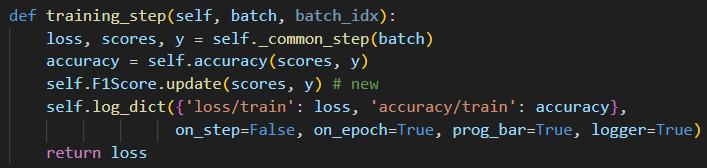 def training_step(self, batch, batch_idx):
    loss, scores, y = self._common_step(batch)
    accuracy = self.accuracy(scores, y)
    self.F1Score.update(scores, y) # new
    self.log_dict({'loss/train': loss, 'accuracy/train': accuracy},
                  on_step=False, on_epoch=True, prog_bar=True, logger=True)
    return loss